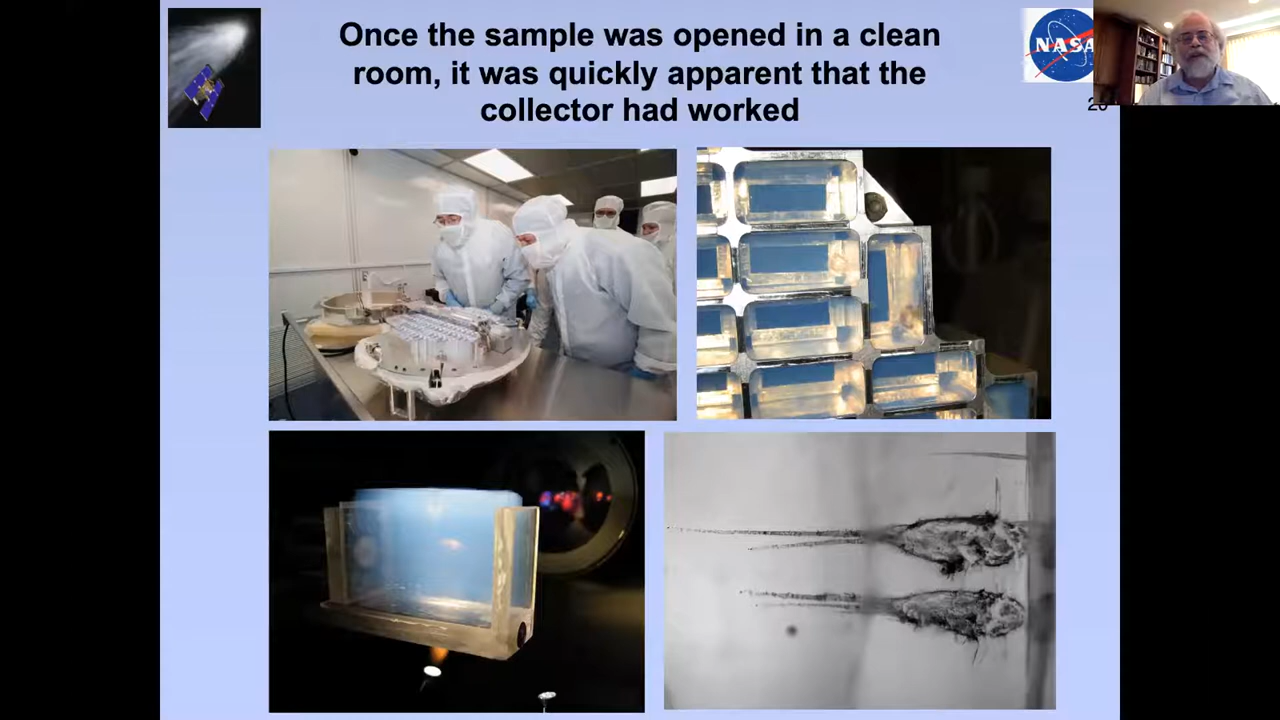 Once the sample was opened in a clean
room, it was quickly apparent that the
collector had worked
NASA